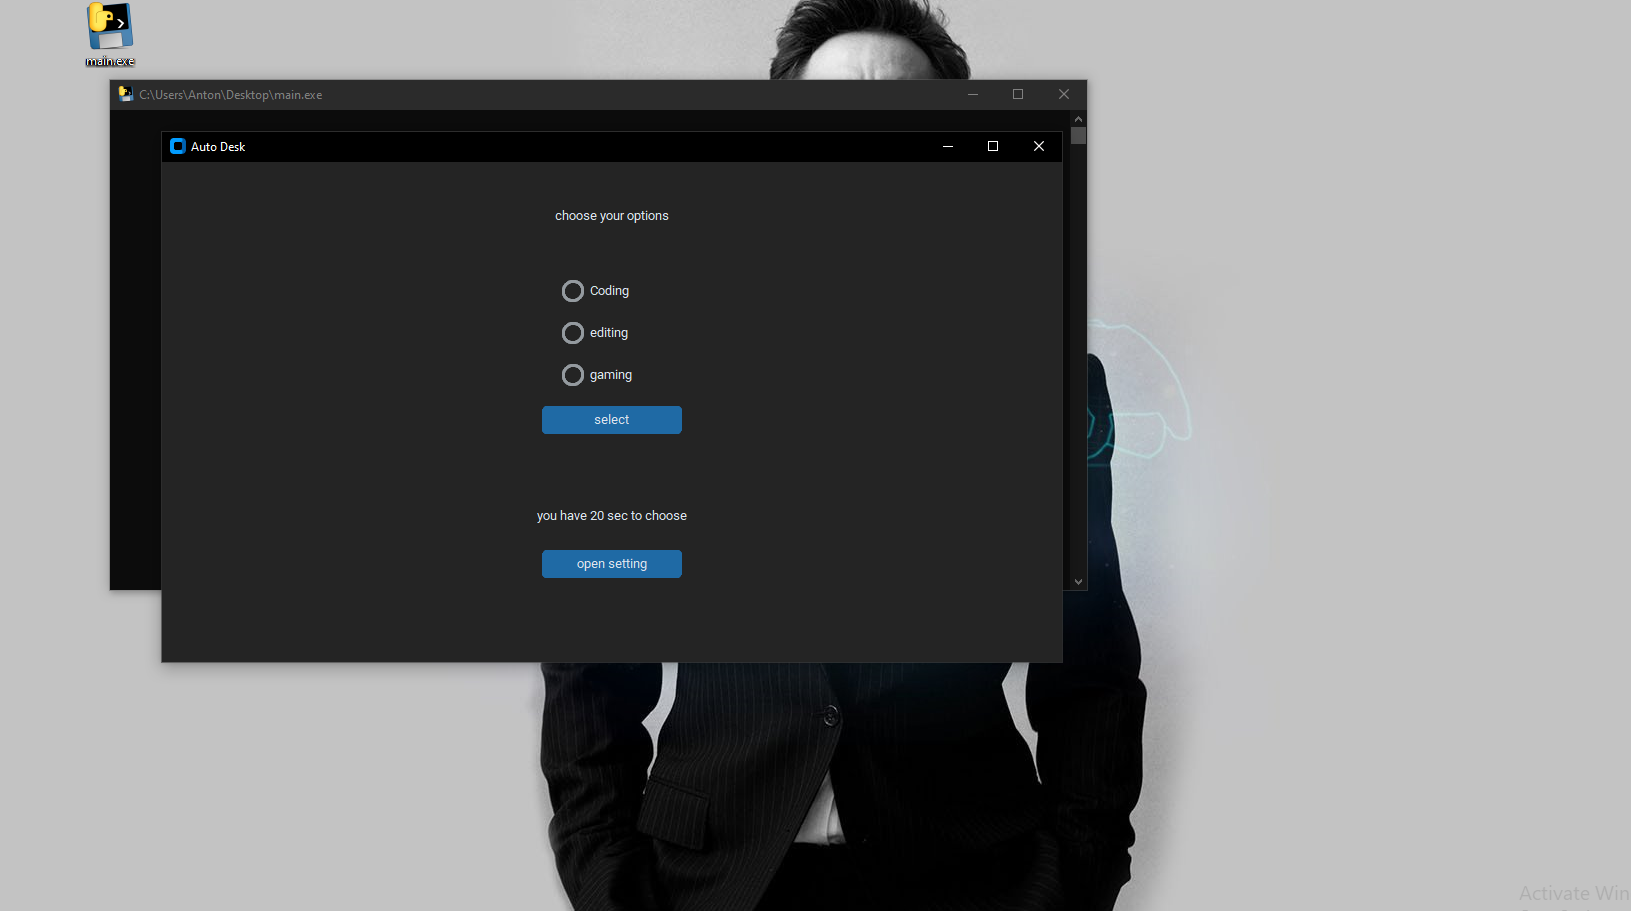 main.exe
C:\Users\Anton\Desktop\main.exe
Auto Desk
choose your options
Coding
editing
gaming
select
you have 20 sec to choose
open setting
Activate Win